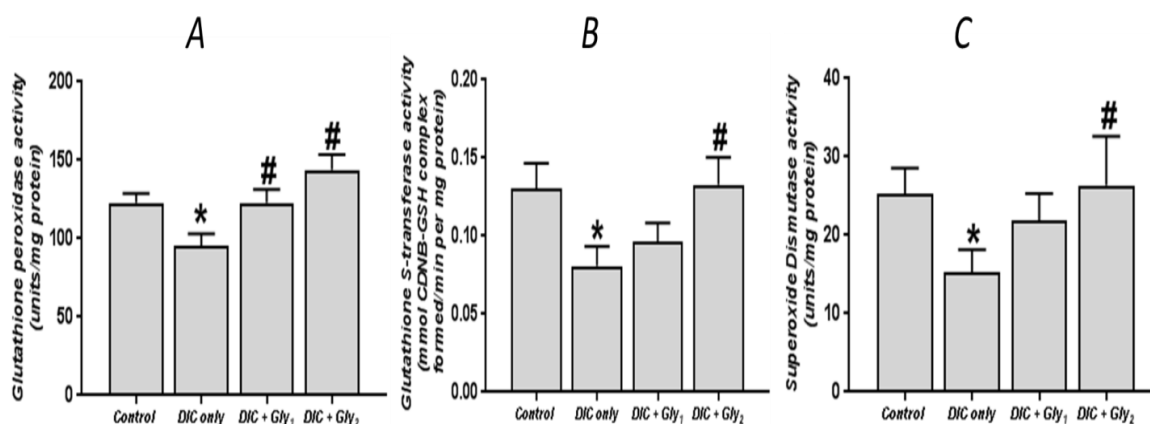 A
B
C
Glutathione peroxidase activity
(units/mg protein)
200
150
100
50
0
*
#
#
Control
DIC only
DIC + Gly₁
DIC + Gly₂
Glutathione S-transferase activity
(mmol CDNB-GSH complex
formed/min per mg protein)
0.20
0.15
0.10
0.05
0.00
*
#
Control
DIC only
DIC + Gly₁
DIC + Gly₂
Superoxide Dismutase activity
(units/mg protein)
40
30
20
10
0
*
#
Control
DIC only
DIC + Gly₁
DIC + Gly₂